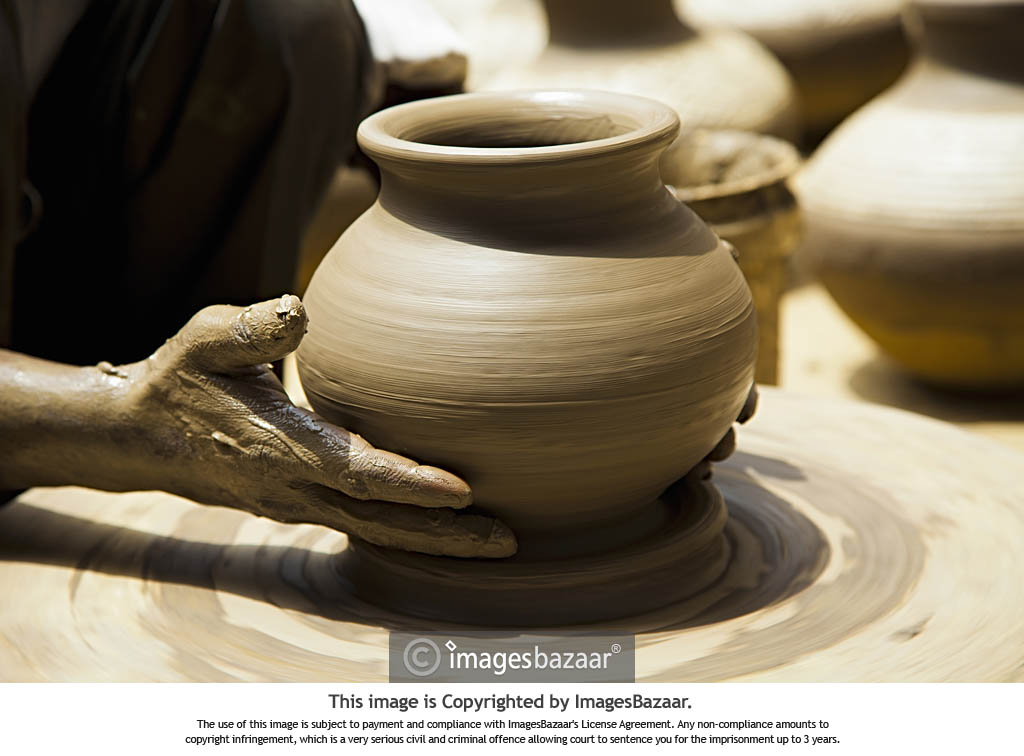 © imagesbazaar®
This image is Copyrighted by ImagesBazaar.
The use of this image is subject to payment and compliance with ImagesBazaar's License Agreement. Any non-compliance amounts to
copyright infringement, which is a very serious civil and criminal offence allowing court to sentence you for the imprisonment up to 3 years.